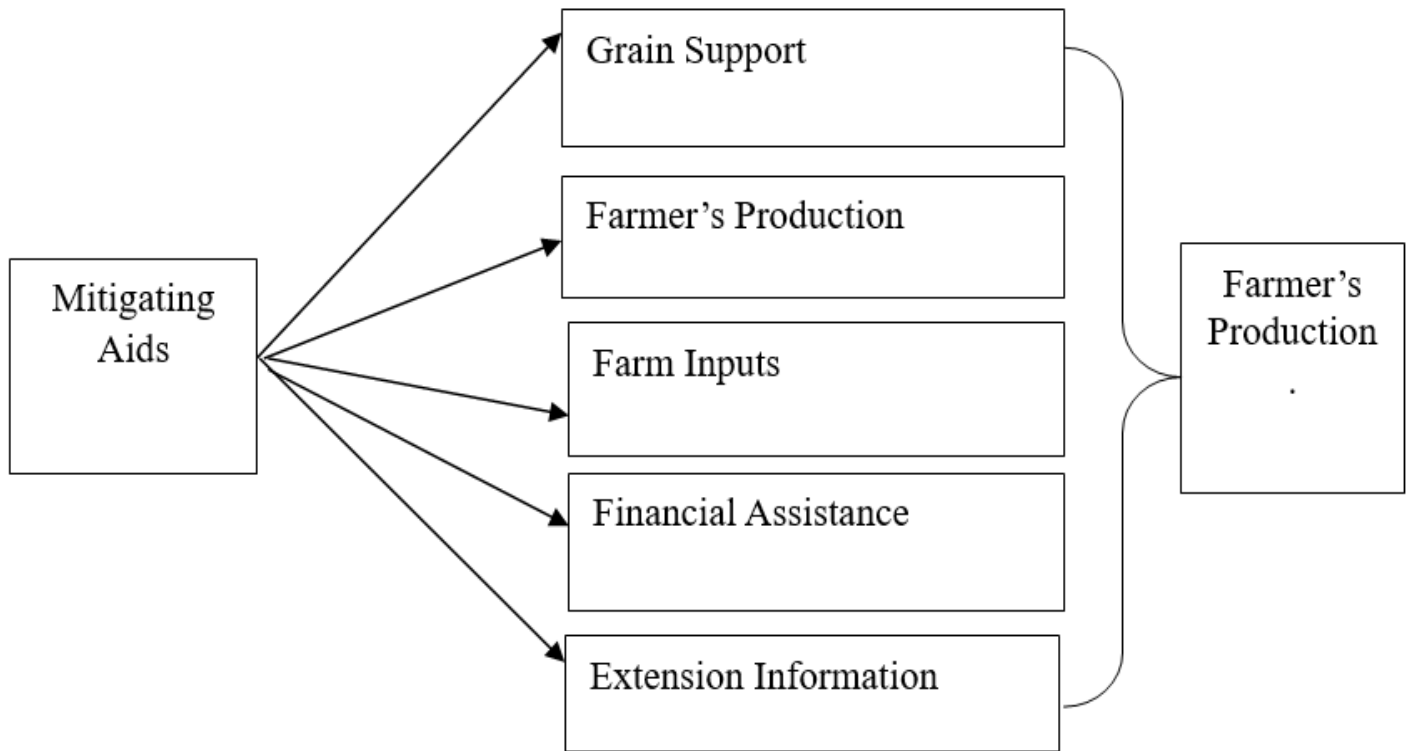 Mitigating
Aids
Grain Support
Farmer’s Production
Farm Inputs
Financial Assistance
Extension Information
Farmer’s
Production
.